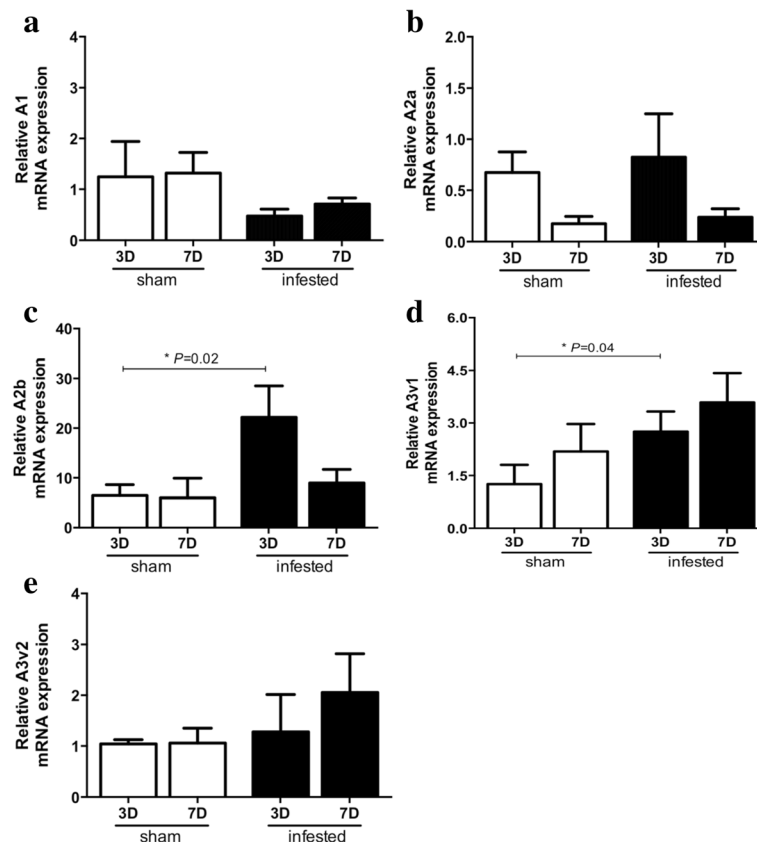 a
Relative A1
mRNA expression
4
3
2
1
0
3D 7D 3D 7D
sham infested
b
Relative A2a
mRNA expression
2.0
1.5
1.0
0.5
0.0
3D 7D 3D 7D
sham infested
c
Relative A2b
mRNA expression
40
30
20
10
0
* P=0.02
3D 7D 3D 7D
sham infested
d
Relative A3v1
mRNA expression
6.0
4.5
3.0
1.5
0.0
* P=0.04
3D 7D 3D 7D
sham infested
e
Relative A3v2
mRNA expression
4
3
2
1
0
3D 7D 3D 7D
sham infested